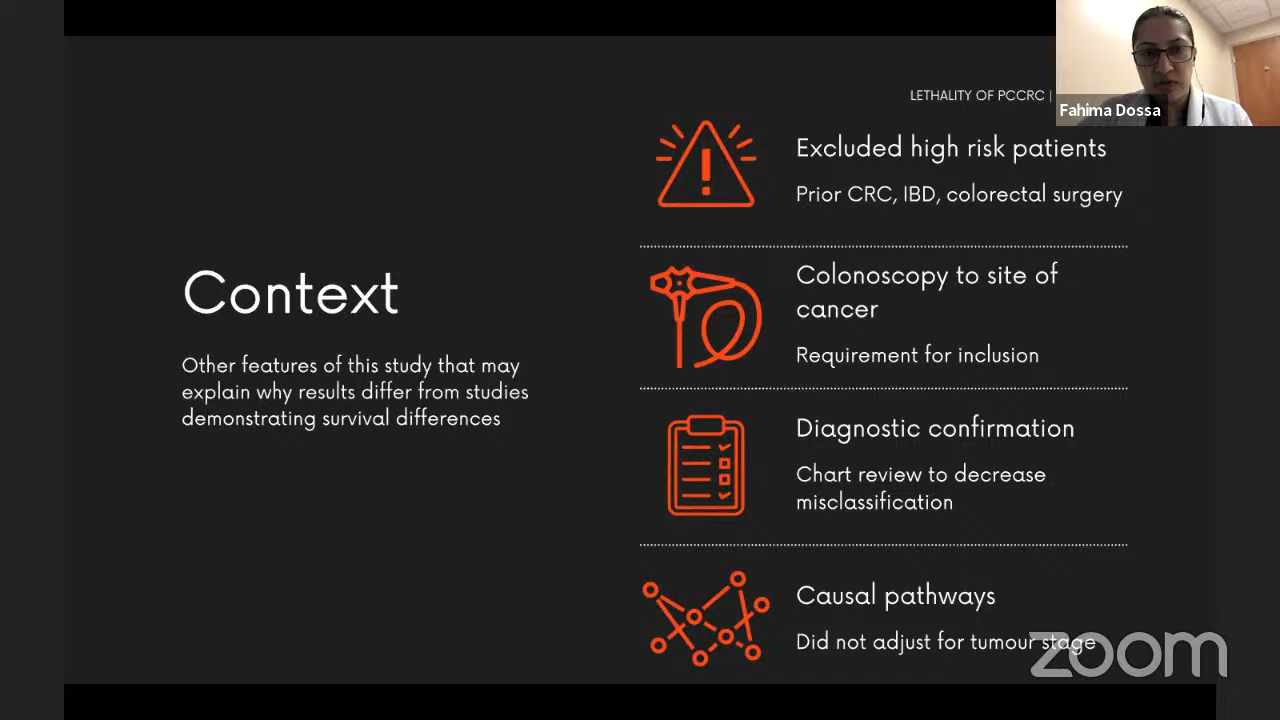 LETHALITY OF PCCRC |
Fahima Dossa
Context
Other features of this study that may
explain why results differ from studies
demonstrating survival differences
Excluded high risk patients
Prior CRC, IBD, colorectal surgery
Colonoscopy to site of
cancer
Requirement for inclusion
Diagnostic confirmation
Chart review to decrease
misclassification
Causal pathways
Did not adjust for tumour stage
zoom